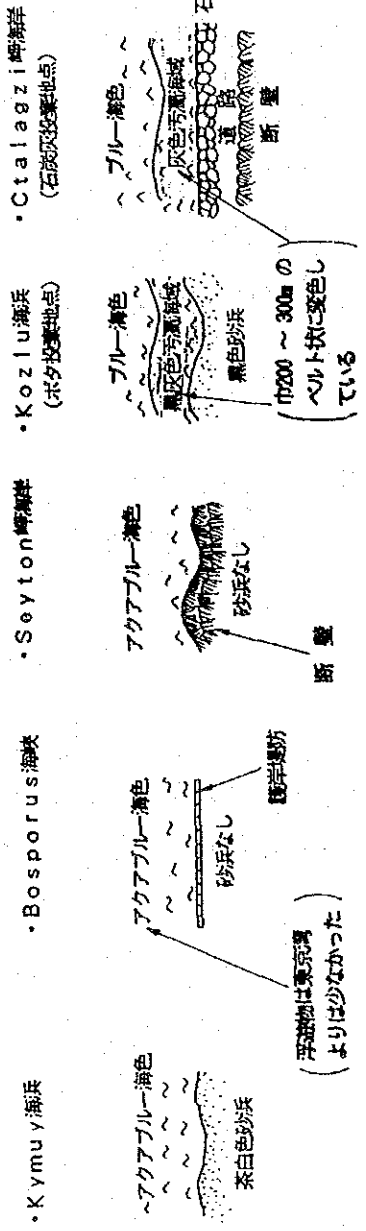 ・Kymuy海浜
アクアブルー海色
茶白色砂浜
・Bosporus海峡
アクアブルー海色
護岸堤防
砂浜なし
浮遊物は東京湾
よりは少なかった
・Seyton岬海岸
アクアブルー海色
砂浜なし
断壁
・Kozlu海浜
(ボタ投棄地点)
ブルー海色
黒灰色汚濁海域
黒色砂浜
巾200～300mの
ベルト状に変色し
ている
・Ctalagzi岬海岸
(石炭灰投棄地点)
ブルー海色
灰色汚濁海域
石
道路
断壁